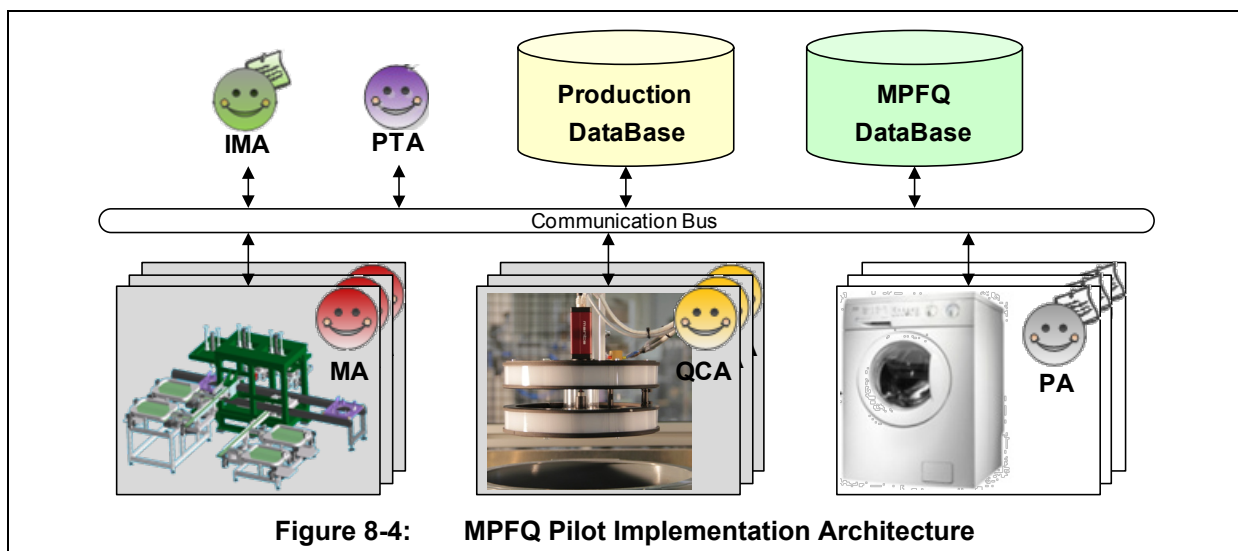 IMA
PTA
Production
DataBase
MPFQ
DataBase
Communication Bus
MA
QCA
PA
Figure 8-4: MPFQ Pilot Implementation Architecture